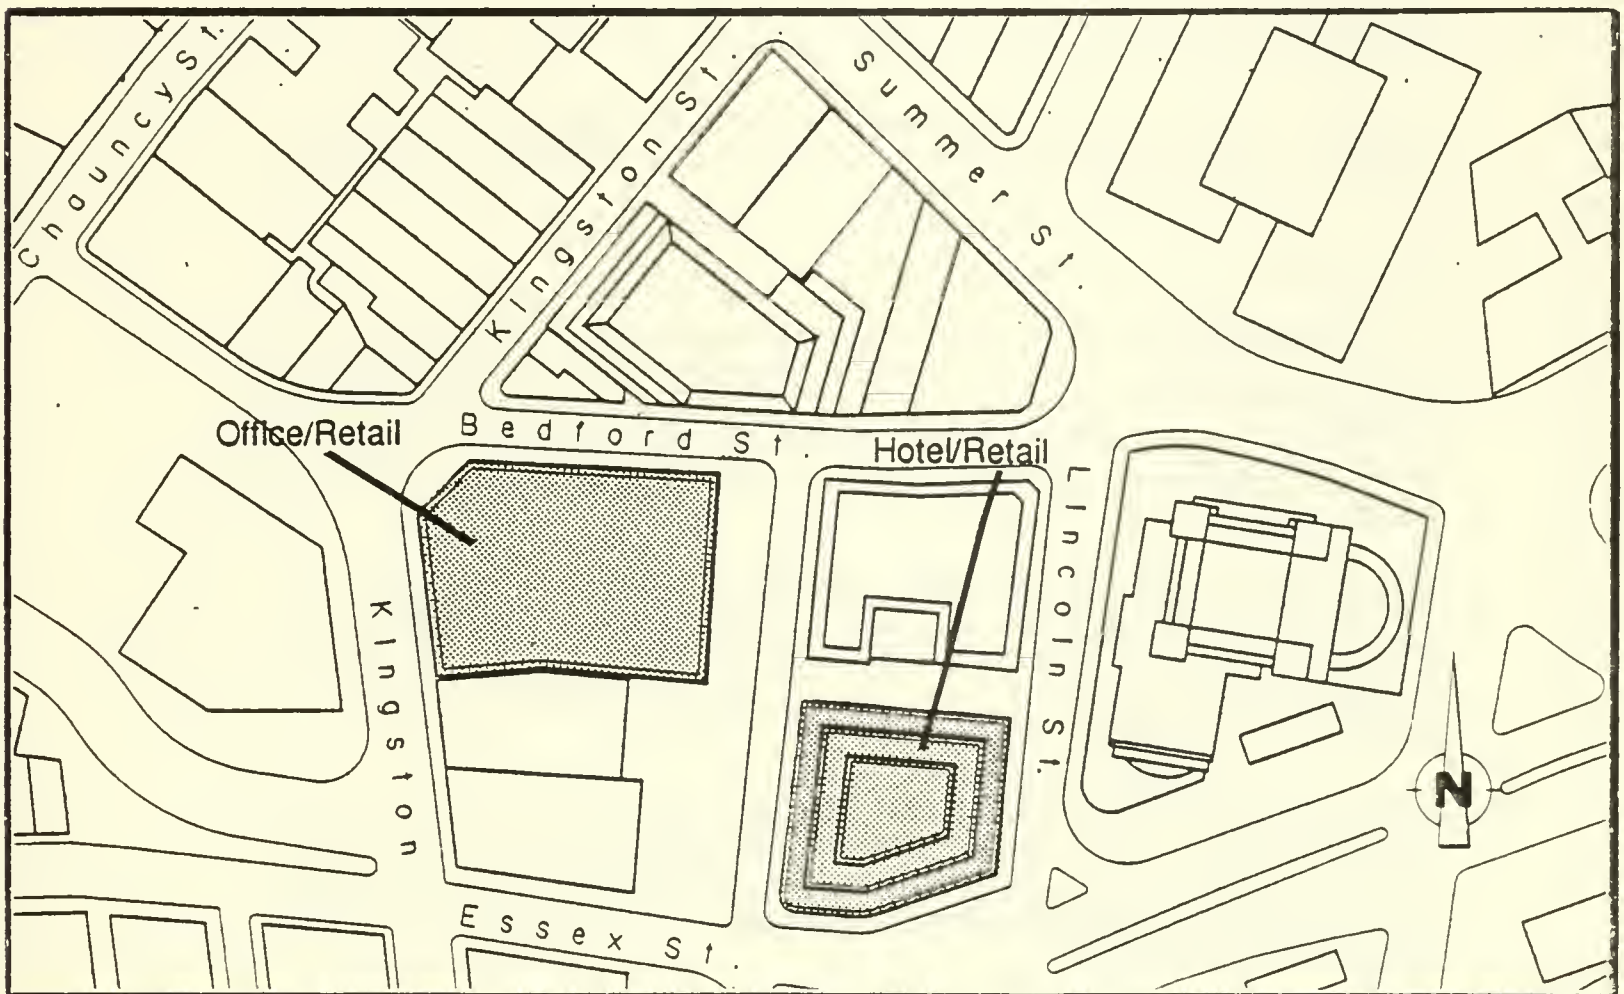 Chauncy St.
Kingston St.
Summer St
Office/Retail
Bedford St
Hotel/Retail
Lincoln St.
Kingston
N
Essex St